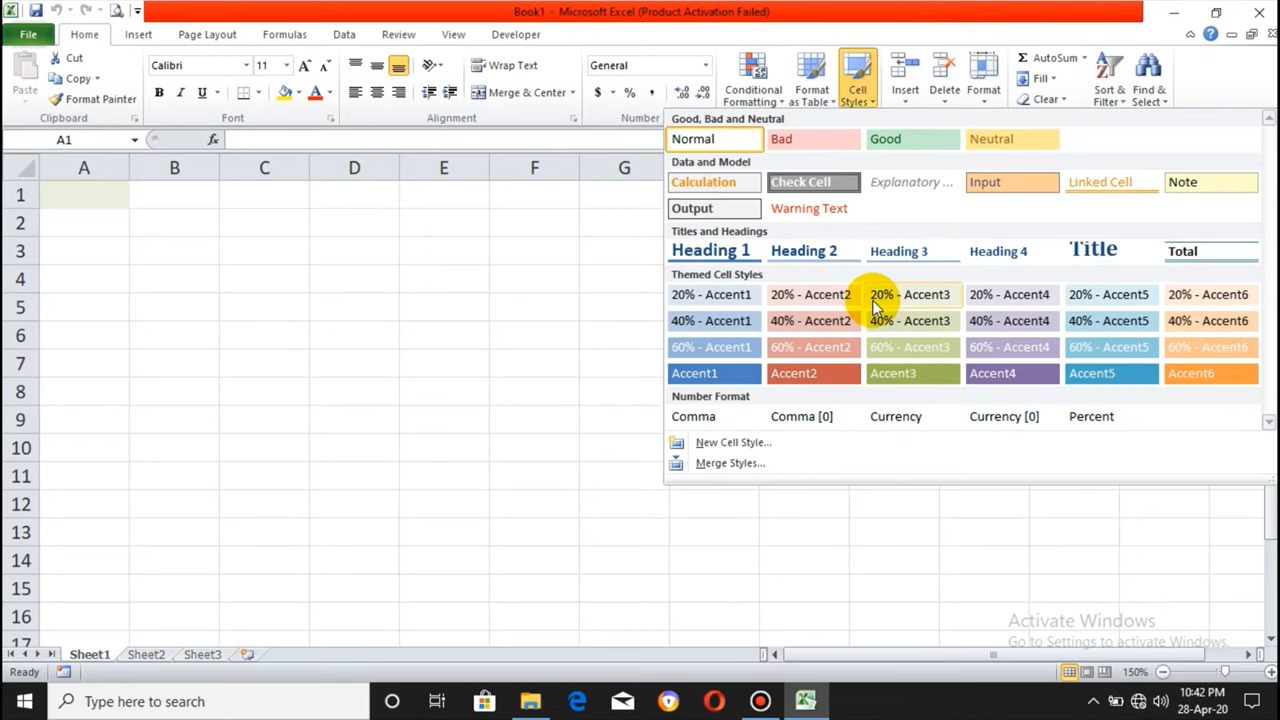 Book1 - Microsoft Excel (Product Activation Failed)
File Home Insert Page Layout Formulas Data Review View Developer
Cut
Copy
Format Painter
Paste
Clipboard
Calibri 11
B I U
Font
Wrap Text
Merge & Center
Alignment
General
$ % ,
Number
Conditional Formatting
Format as Table
Cell Styles
Insert
Delete
Format
Σ AutoSum
Fill
Clear
Sort & Filter
Find & Select
A1 fx
A B C D E F G
1
2
3
4
5
6
7
8
9
10
11
12
13
14
15
16
17
Good, Bad and Neutral
Normal Bad Good Neutral
Data and Model
Calculation Check Cell Explanatory ... Input Linked Cell Note
Output Warning Text
Titles and Headings
Heading 1 Heading 2 Heading 3 Heading 4 Title Total
Themed Cell Styles
20% - Accent1 20% - Accent2 20% - Accent3 20% - Accent4 20% - Accent5 20% - Accent6
40% - Accent1 40% - Accent2 40% - Accent3 40% - Accent4 40% - Accent5 40% - Accent6
60% - Accent1 60% - Accent2 60% - Accent3 60% - Accent4 60% - Accent5 60% - Accent6
Accent1 Accent2 Accent3 Accent4 Accent5 Accent6
Number Format
Comma Comma [0] Currency Currency [0] Percent
New Cell Style...
Merge Styles...
Activate Windows
Go to Settings to activate Windows.
Sheet1 Sheet2 Sheet3
Ready 150%
Type here to search
10:42 PM
28-Apr-20